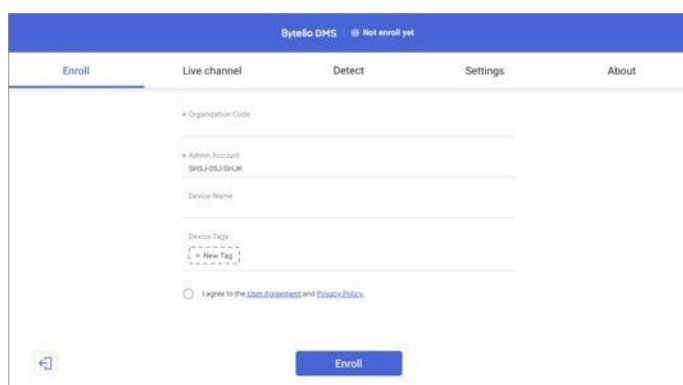 Bytello DMS Not enroll yet
Enroll Live channel Detect Settings About
* Organization Code
* Admin Account
SHSJ-0SJ-SHJK
Device Name
Device Tags
+ New Tag
I agree to the User Agreement and Privacy Policy.
Enroll